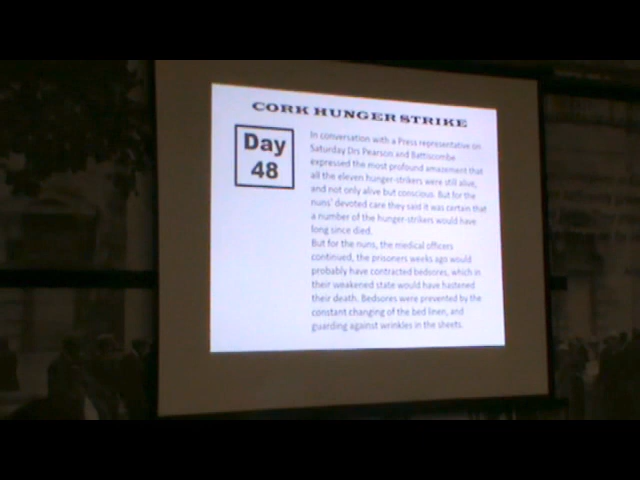 CORK HUNGER STRIKE
Day
48
In conversation with a Press representative on
Saturday Drs Pearson and Battiscombe
expressed the most profound amazement that
all the eleven hunger-strikers were still alive,
and not only alive but conscious. But for the
nuns' devoted care they said it was certain that
a number of the hunger-strikers would have
long since died.
But for the nuns, the medical officers
continued, the prisoners weeks ago would
probably have contracted bedsores, which in
their weakened state would have hastened
their death. Bedsores were prevented by the
constant changing of the bed linen, and
guarding against wrinkles in the sheets.